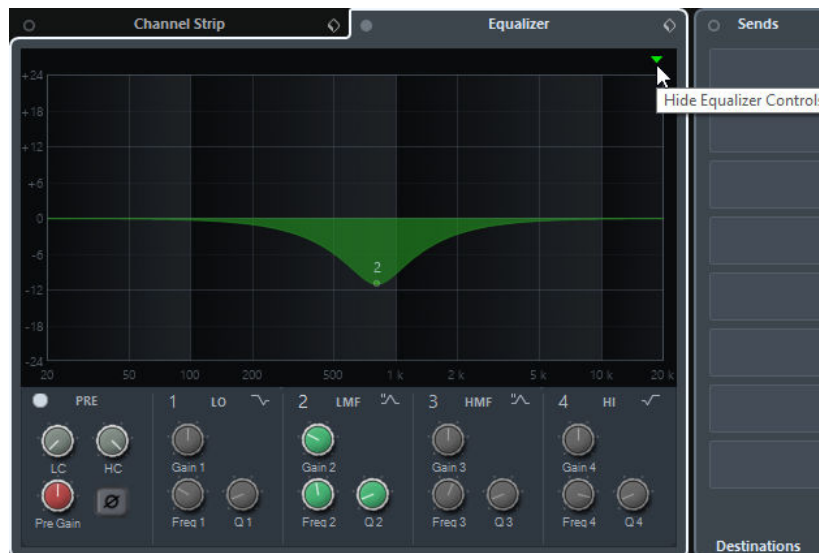 Channel Strip Equalizer Sends
+24
Hide Equalizer Controls
+18
+12
+6
0
-6
2
-12
-18
-24
20 50 100 200 500 1 k 2 k 5 k 10 k 20 k
PRE 1 LO 2 LMF 3 HMF 4 HI
LC HC Gain 1 Gain 2 Gain 3 Gain 4
Pre Gain Ø Freq 1 Q 1 Freq 2 Q 2 Freq 3 Q 3 Freq 4 Q 4
Destinations